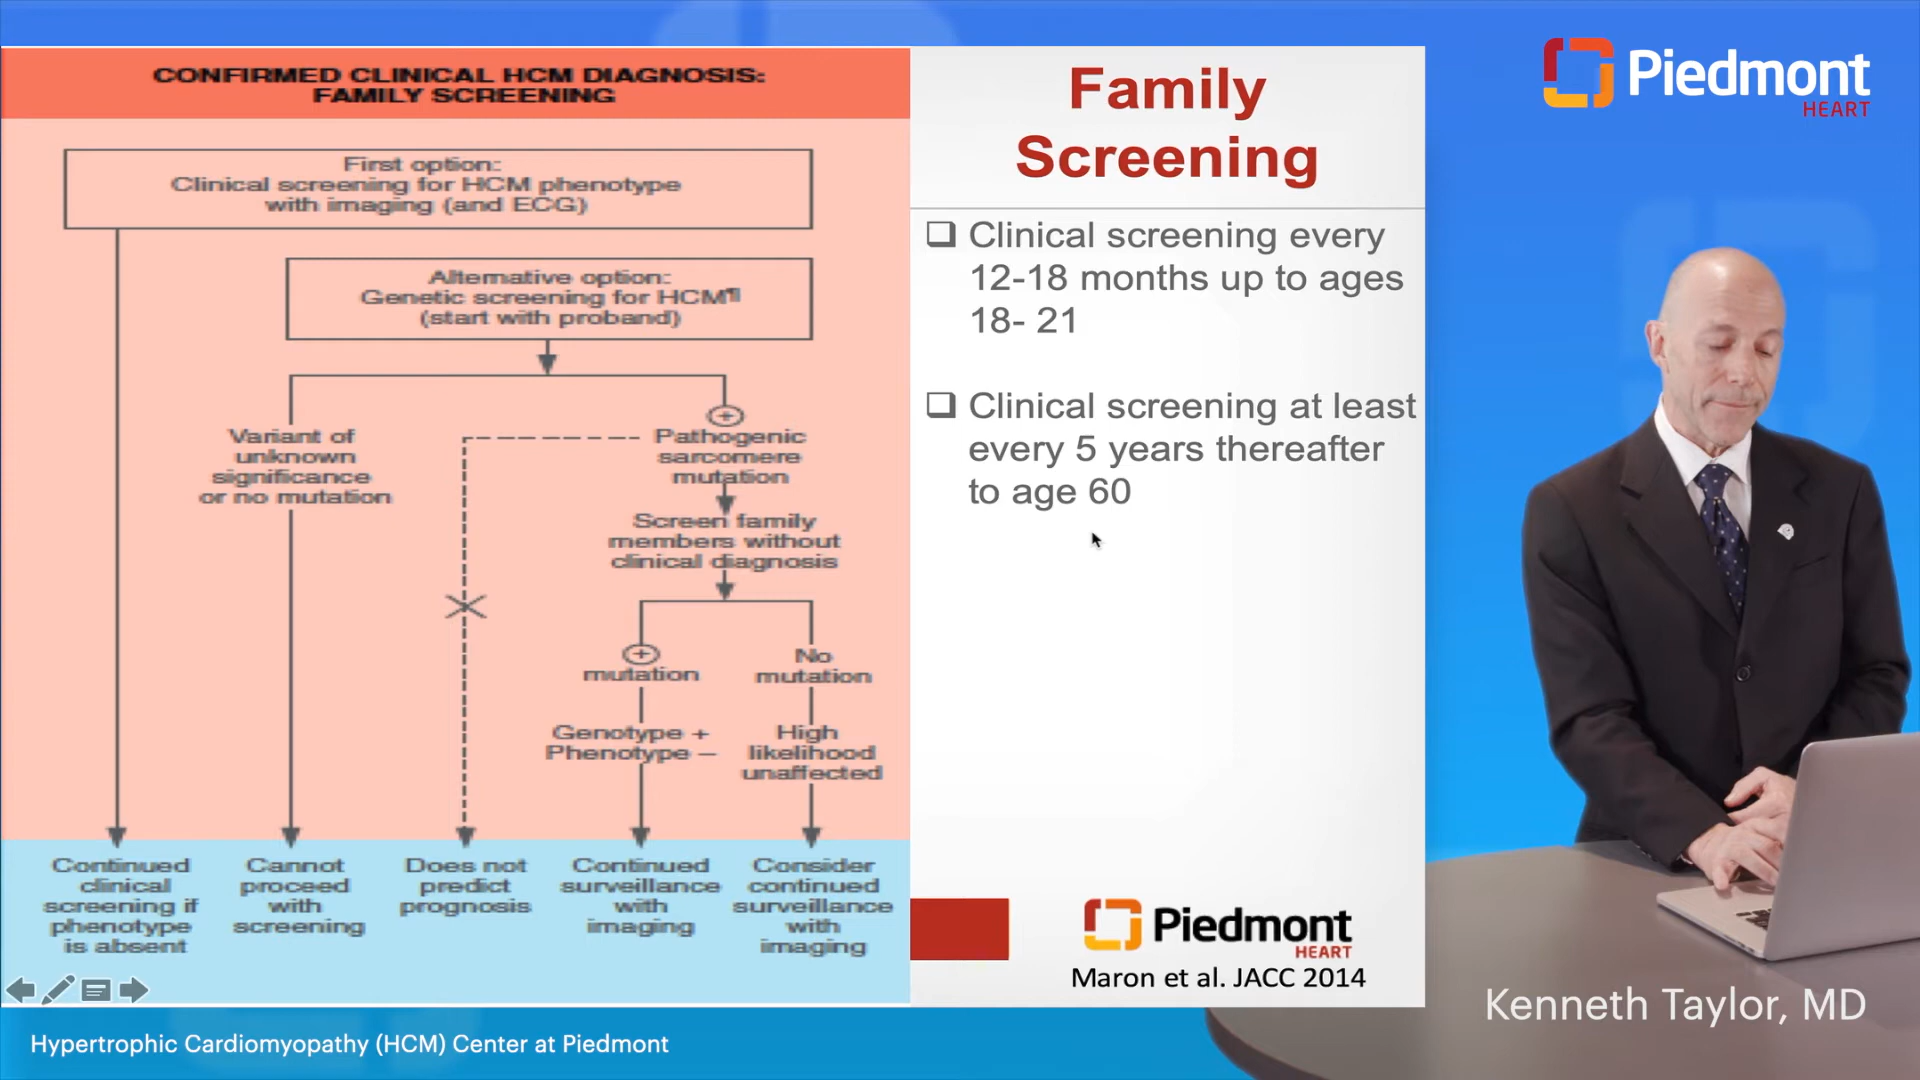 CONFIRMED CLINICAL HCM DIAGNOSIS:
FAMILY SCREENING
First option:
Clinical screening for HCM phenotype
with imaging (and ECG)
Alternative option:
Genetic screening for HCM¶
(start with proband)
Variant of
unknown
significance
or no mutation
+
Pathogenic
sarcomere
mutation
Screen family
members without
clinical diagnosis
+
mutation
No
mutation
Genotype +
Phenotype –
High
likelihood
unaffected
Continued
clinical
screening if
phenotype
is absent
Cannot
proceed
with
screening
Does not
predict
prognosis
Continued
surveillance
with
imaging
Consider
continued
surveillance
with
imaging
Family
Screening
Clinical screening every
12-18 months up to ages
18- 21
Clinical screening at least
every 5 years thereafter
to age 60
Piedmont
HEART
Maron et al. JACC 2014
Piedmont
HEART
Kenneth Taylor, MD
Hypertrophic Cardiomyopathy (HCM) Center at Piedmont